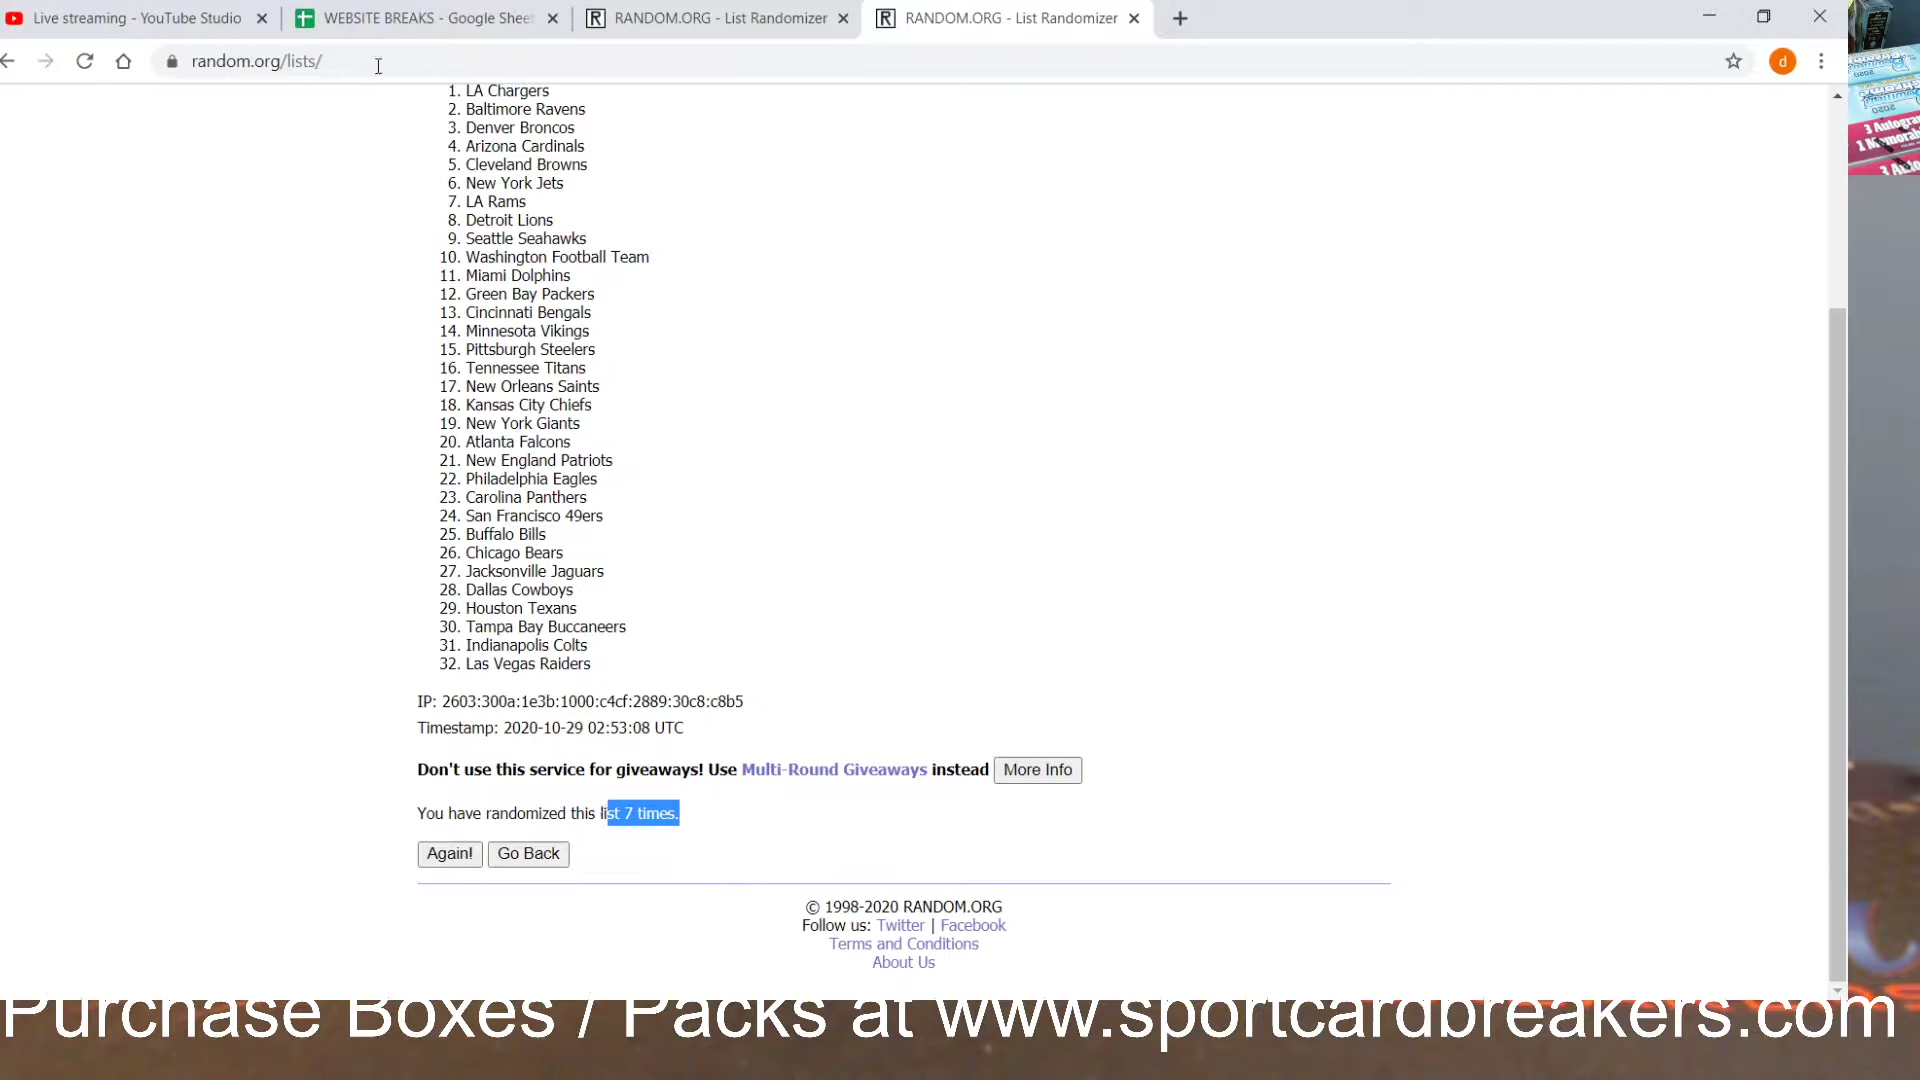 Live streaming - YouTube Studio
WEBSITE BREAKS - Google Sheet
RANDOM.ORG - List Randomizer
RANDOM.ORG - List Randomizer
random.org/lists/
d
1. LA Chargers
2. Baltimore Ravens
3. Denver Broncos
4. Arizona Cardinals
5. Cleveland Browns
6. New York Jets
7. LA Rams
8. Detroit Lions
9. Seattle Seahawks
10. Washington Football Team
11. Miami Dolphins
12. Green Bay Packers
13. Cincinnati Bengals
14. Minnesota Vikings
15. Pittsburgh Steelers
16. Tennessee Titans
17. New Orleans Saints
18. Kansas City Chiefs
19. New York Giants
20. Atlanta Falcons
21. New England Patriots
22. Philadelphia Eagles
23. Carolina Panthers
24. San Francisco 49ers
25. Buffalo Bills
26. Chicago Bears
27. Jacksonville Jaguars
28. Dallas Cowboys
29. Houston Texans
30. Tampa Bay Buccaneers
31. Indianapolis Colts
32. Las Vegas Raiders
IP: 2603:300a:1e3b:1000:c4cf:2889:30c8:c8b5
Timestamp: 2020-10-29 02:53:08 UTC
Don't use this service for giveaways! Use Multi-Round Giveaways instead More Info
You have randomized this list 7 times.
Again! Go Back
© 1998-2020 RANDOM.ORG
Follow us: Twitter | Facebook
Terms and Conditions
About Us
3 Autogra
1 Memorab
Purchase Boxes / Packs at www.sportcardbreakers.com